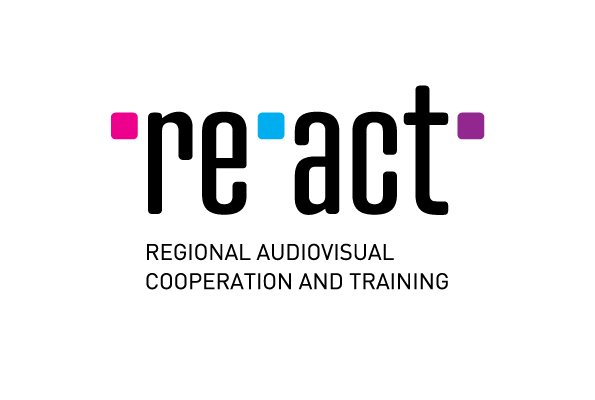 re act
REGIONAL AUDIOVISUAL
COOPERATION AND TRAINING